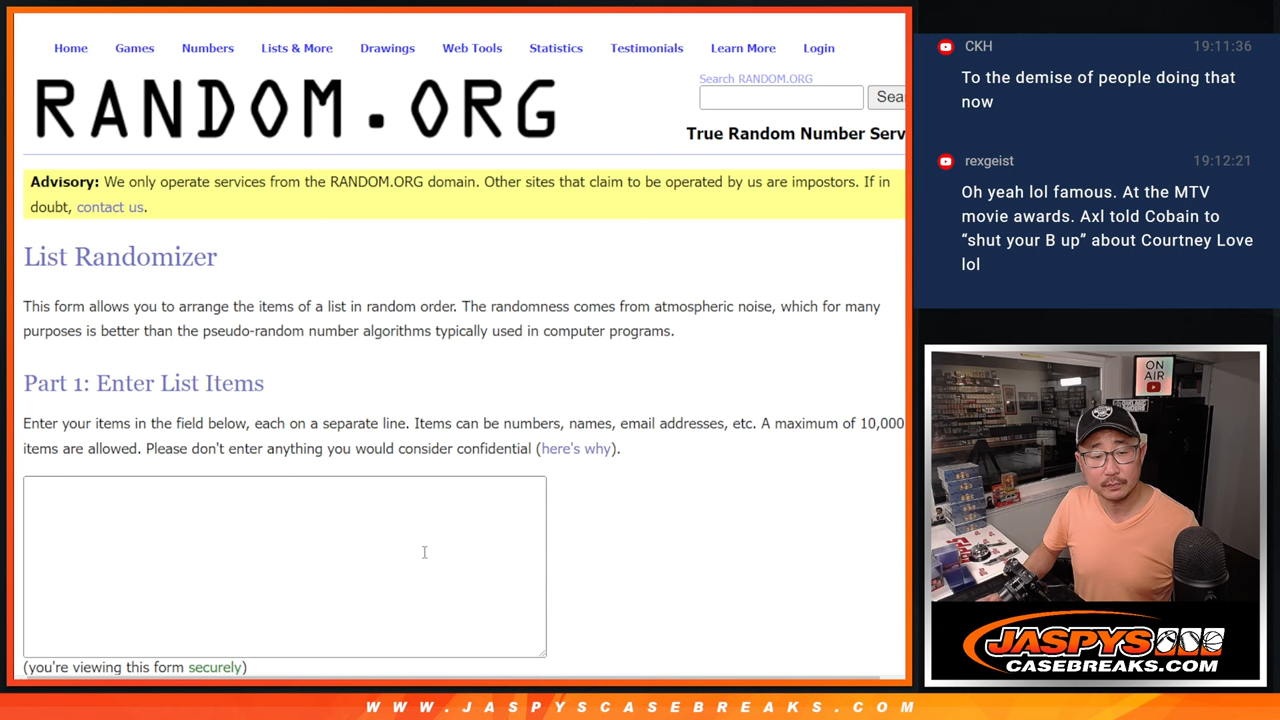 Home Games Numbers Lists & More Drawings Web Tools Statistics Testimonials Learn More Login
RANDOM.ORG
Search RANDOM.ORG
Sea
True Random Number Serv
Advisory: We only operate services from the RANDOM.ORG domain. Other sites that claim to be operated by us are impostors. If in
doubt, contact us.
List Randomizer
This form allows you to arrange the items of a list in random order. The randomness comes from atmospheric noise, which for many
purposes is better than the pseudo-random number algorithms typically used in computer programs.
Part 1: Enter List Items
Enter your items in the field below, each on a separate line. Items can be numbers, names, email addresses, etc. A maximum of 10,000
items are allowed. Please don't enter anything you would consider confidential (here's why).
(you're viewing this form securely)
CKH 19:11:36
To the demise of people doing that
now
rexgeist 19:12:21
Oh yeah lol famous. At the MTV
movie awards. Axl told Cobain to
“shut your B up” about Courtney Love
lol
ON
AIR
JASPYS
CASEBREAKS.COM
WWW.JASPYSCASEBREAKS.COM